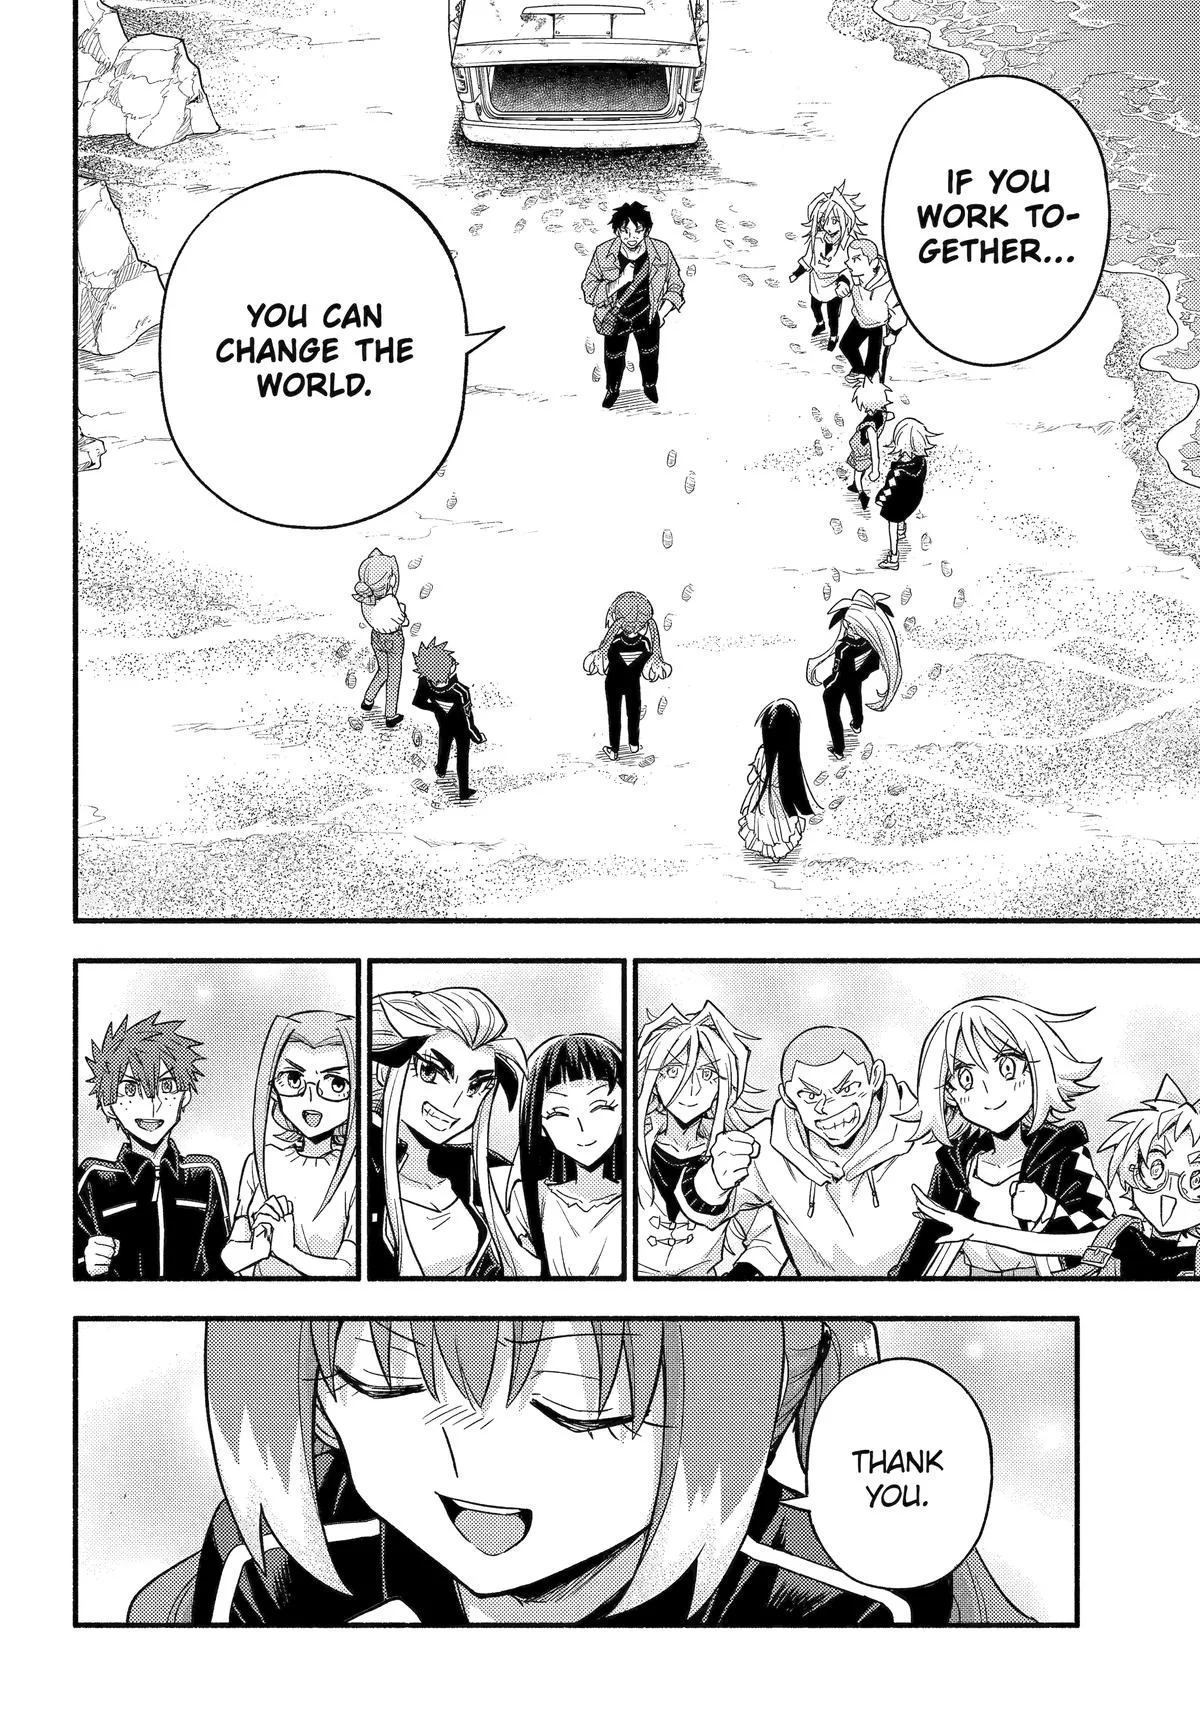 IF YOU
WORK TO-
GETHER...
YOU CAN
CHANGE THE
WORLD.
THANK
YOU.